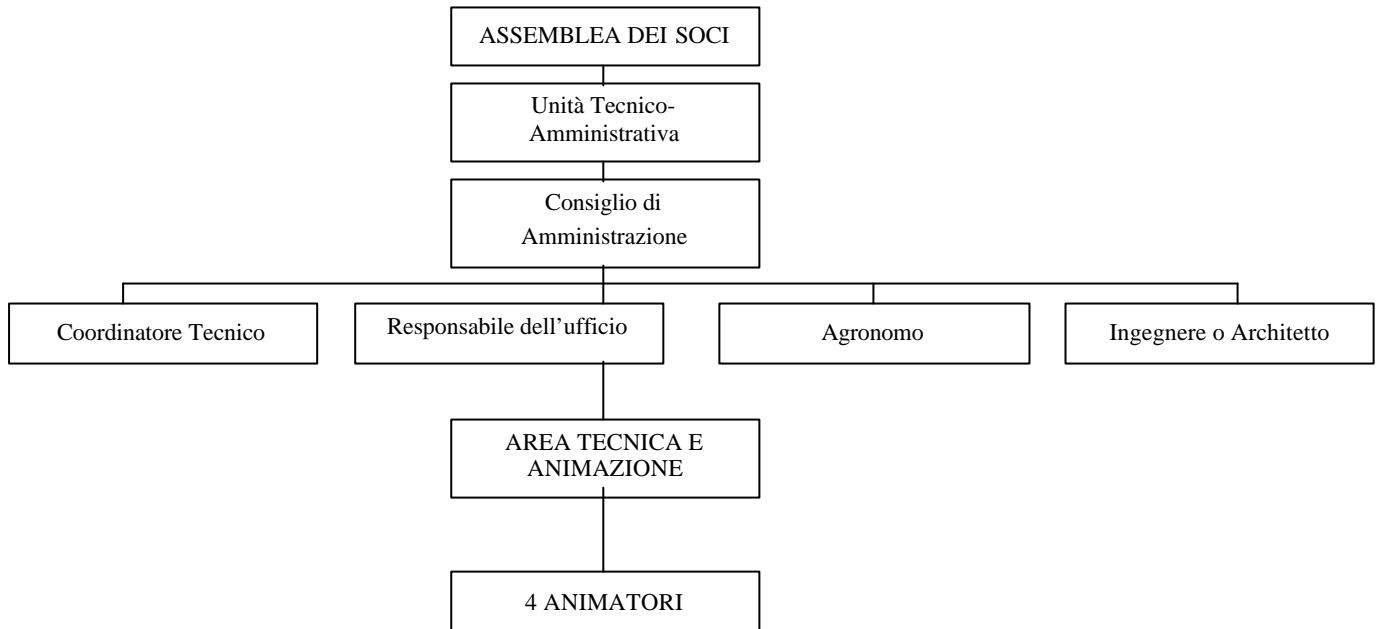 ASSEMBLEA DEI SOCI
Unità Tecnico-
Amministrativa
Consiglio di
Amministrazione
Coordinatore Tecnico
Responsabile dell’ufficio
Agronomo
Ingegnere o Architetto
AREA TECNICA E
ANIMAZIONE
4 ANIMATORI